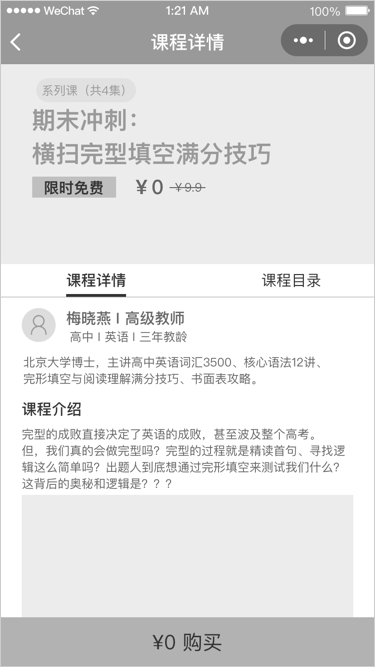 WeChat 1:21 AM 100%
课程详情
系列课（共4集）
期末冲刺：
横扫完型填空满分技巧
限时免费 ￥0 ￥9.9
课程详情 课程目录
梅晓燕 I 高级教师
高中 I 英语 I 三年教龄
北京大学博士，主讲高中英语词汇3500、核心语法12讲、
完形填空与阅读理解满分技巧、书面表攻略。
课程介绍
完型的成败直接决定了英语的成败，甚至波及整个高考。
但，我们真的会做完型吗？完型的过程就是精读首句、寻找逻
辑这么简单吗？出题人到底想通过完形填空来测试我们什么？
这背后的奥秘和逻辑是？？？
¥0 购买